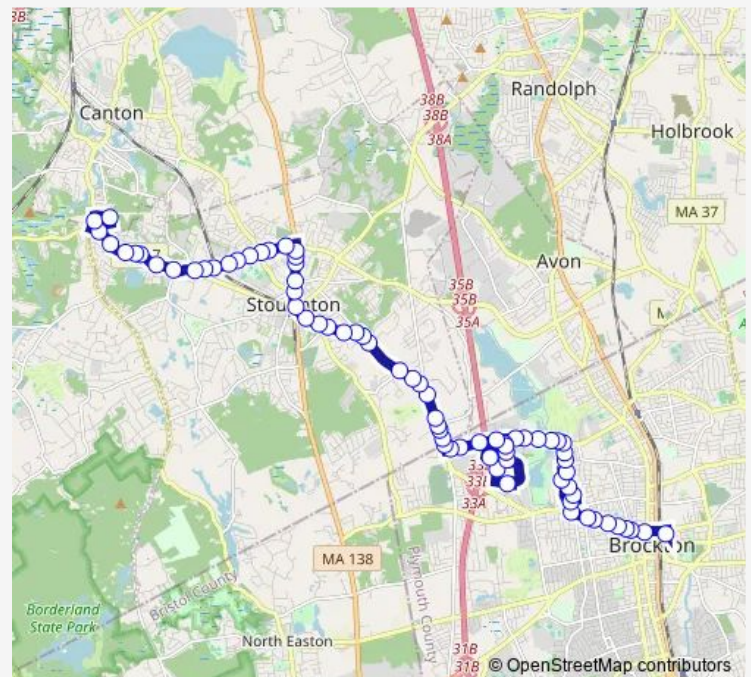 3B
38B
38B
38A
Randolph
Canton
Holbrook
MA 37
Avon
35B
35B
35A
33A
Brockton
MA 138
Bristol County
Plymouth County
Borderland
State Park
North Easton
31B
31B
© OpenStreetMap contributors